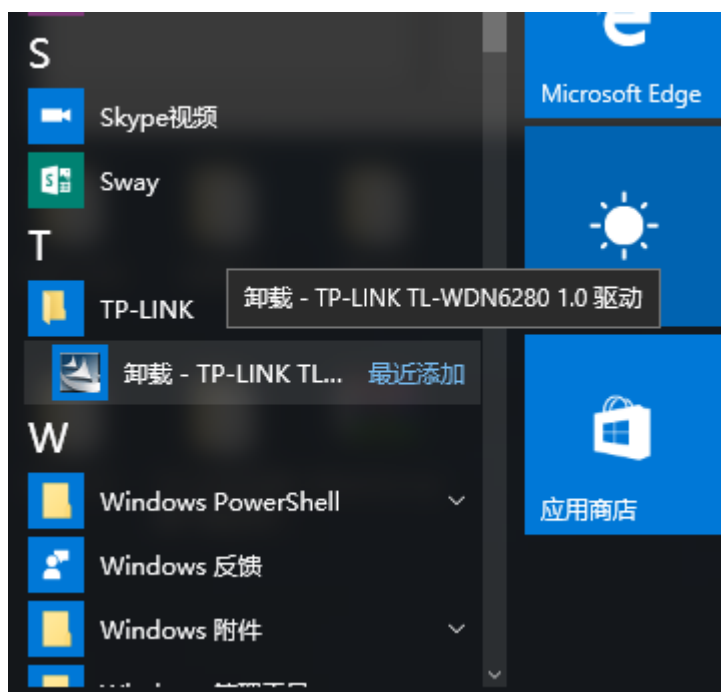 S
Skype视频
Microsoft Edge
Sway
T
TP-LINK
卸载 - TP-LINK TL-WDN6280 1.0 驱动
卸载 - TP-LINK TL... 最近添加
W
Windows PowerShell
应用商店
Windows 反馈
Windows 附件